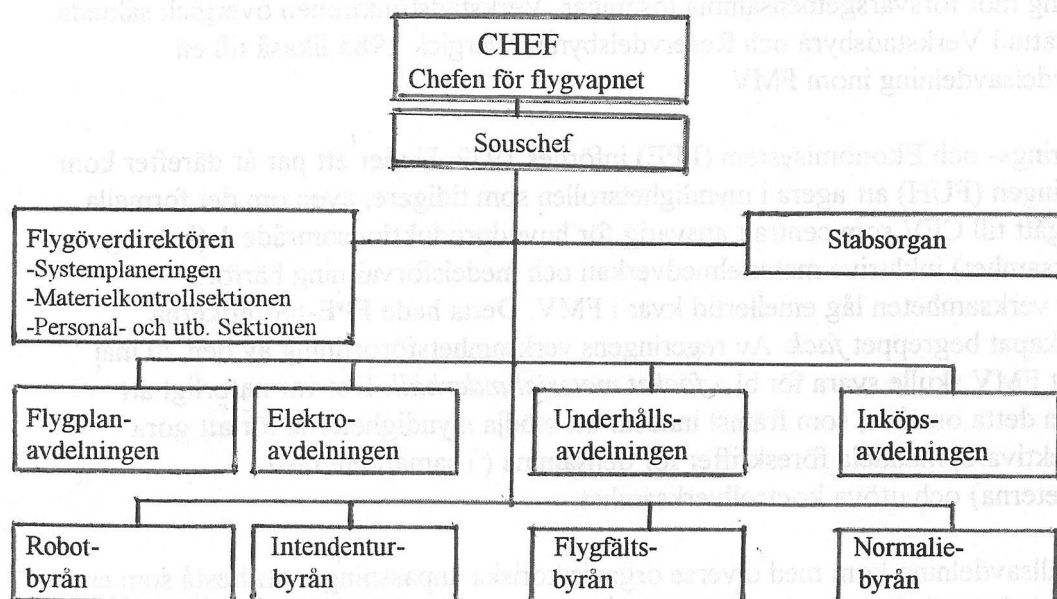 CHEF
Chefen för flygvapnet
Souschef
Flygöverdirektören
-Systemplaneringen
-Materielkontrollsektionen
-Personal- och utb. Sektionen
Stabsorgan
Flygplan-
avdelningen
Elektro-
avdelningen
Underhålls-
avdelningen
Inköps-
avdelningen
Robot-
byrån
Intendentur-
byrån
Flygfälts-
byrån
Normalie-
byrån